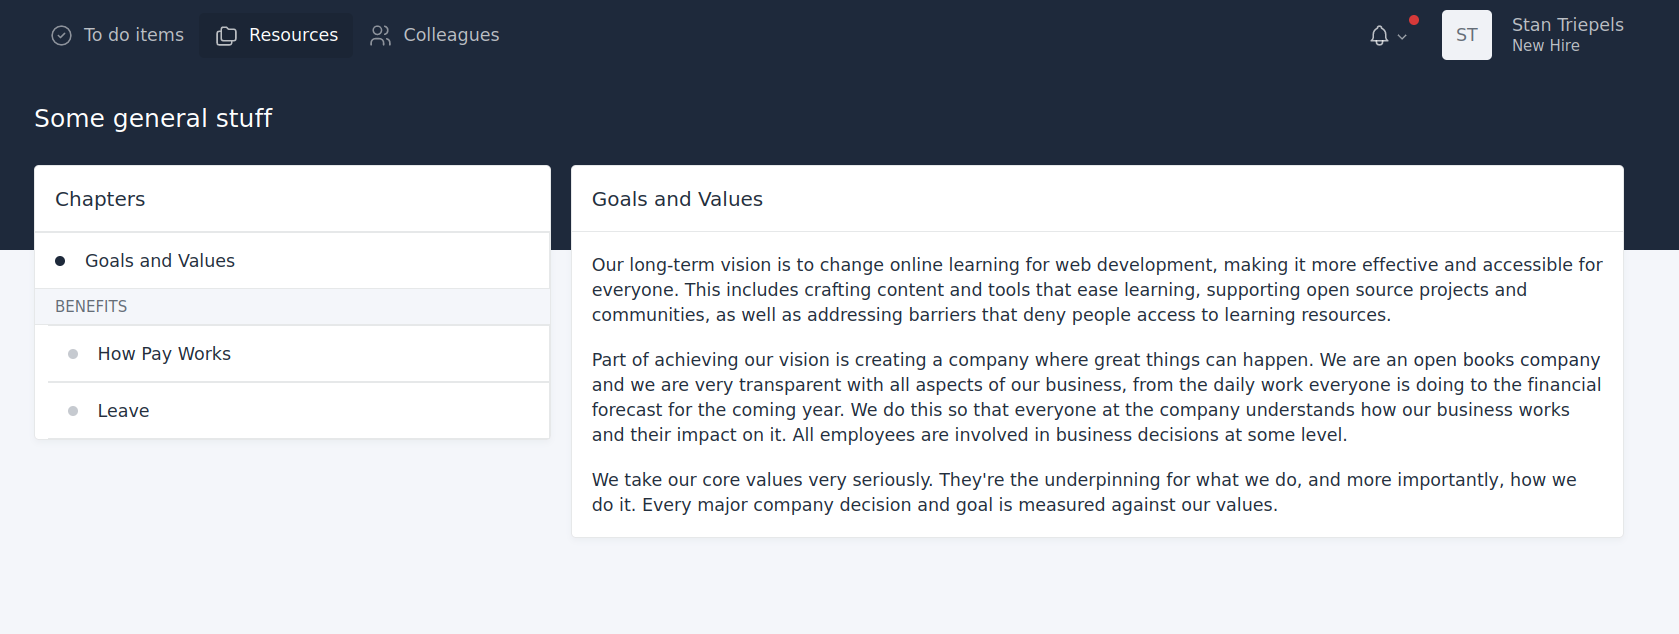 To do items
Resources
Colleagues
ST
Stan Triepels
New Hire
Some general stuff
Chapters
Goals and Values
BENEFITS
How Pay Works
Leave
Goals and Values
Our long-term vision is to change online learning for web development, making it more effective and accessible for
everyone. This includes crafting content and tools that ease learning, supporting open source projects and
communities, as well as addressing barriers that deny people access to learning resources.
Part of achieving our vision is creating a company where great things can happen. We are an open books company
and we are very transparent with all aspects of our business, from the daily work everyone is doing to the financial
forecast for the coming year. We do this so that everyone at the company understands how our business works
and their impact on it. All employees are involved in business decisions at some level.
We take our core values very seriously. They're the underpinning for what we do, and more importantly, how we
do it. Every major company decision and goal is measured against our values.